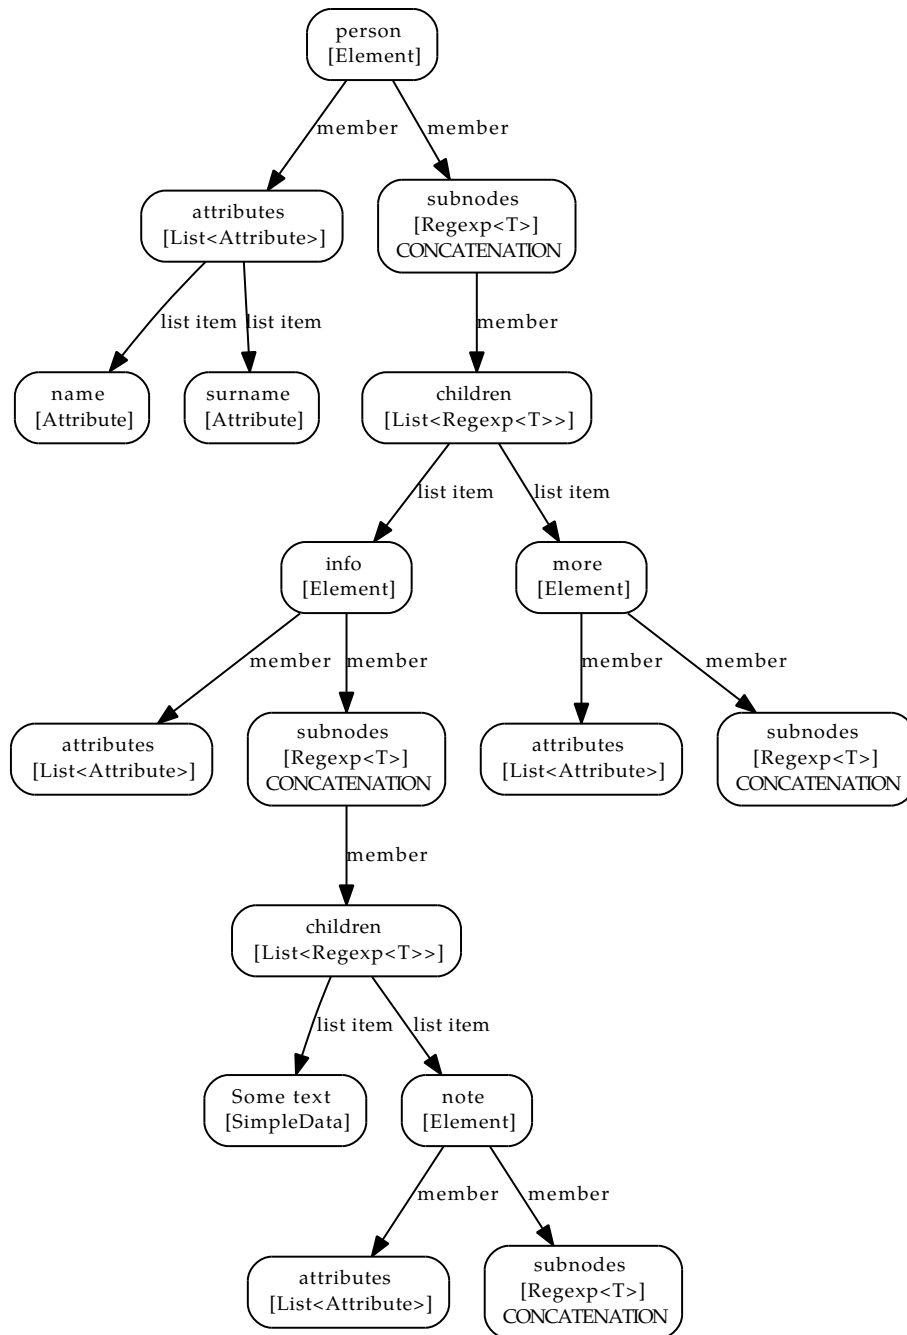 person
[Element]
member
member
attributes
[List<Attribute>]
subnodes
[Regexp<T>]
CONCATENATION
list item
list item
member
name
[Attribute]
surname
[Attribute]
children
[List<Regexp<T>>]
list item
list item
info
[Element]
more
[Element]
member
member
member
member
attributes
[List<Attribute>]
subnodes
[Regexp<T>]
CONCATENATION
attributes
[List<Attribute>]
subnodes
[Regexp<T>]
CONCATENATION
member
children
[List<Regexp<T>>]
list item
list item
Some text
[SimpleData]
note
[Element]
member
member
attributes
[List<Attribute>]
subnodes
[Regexp<T>]
CONCATENATION